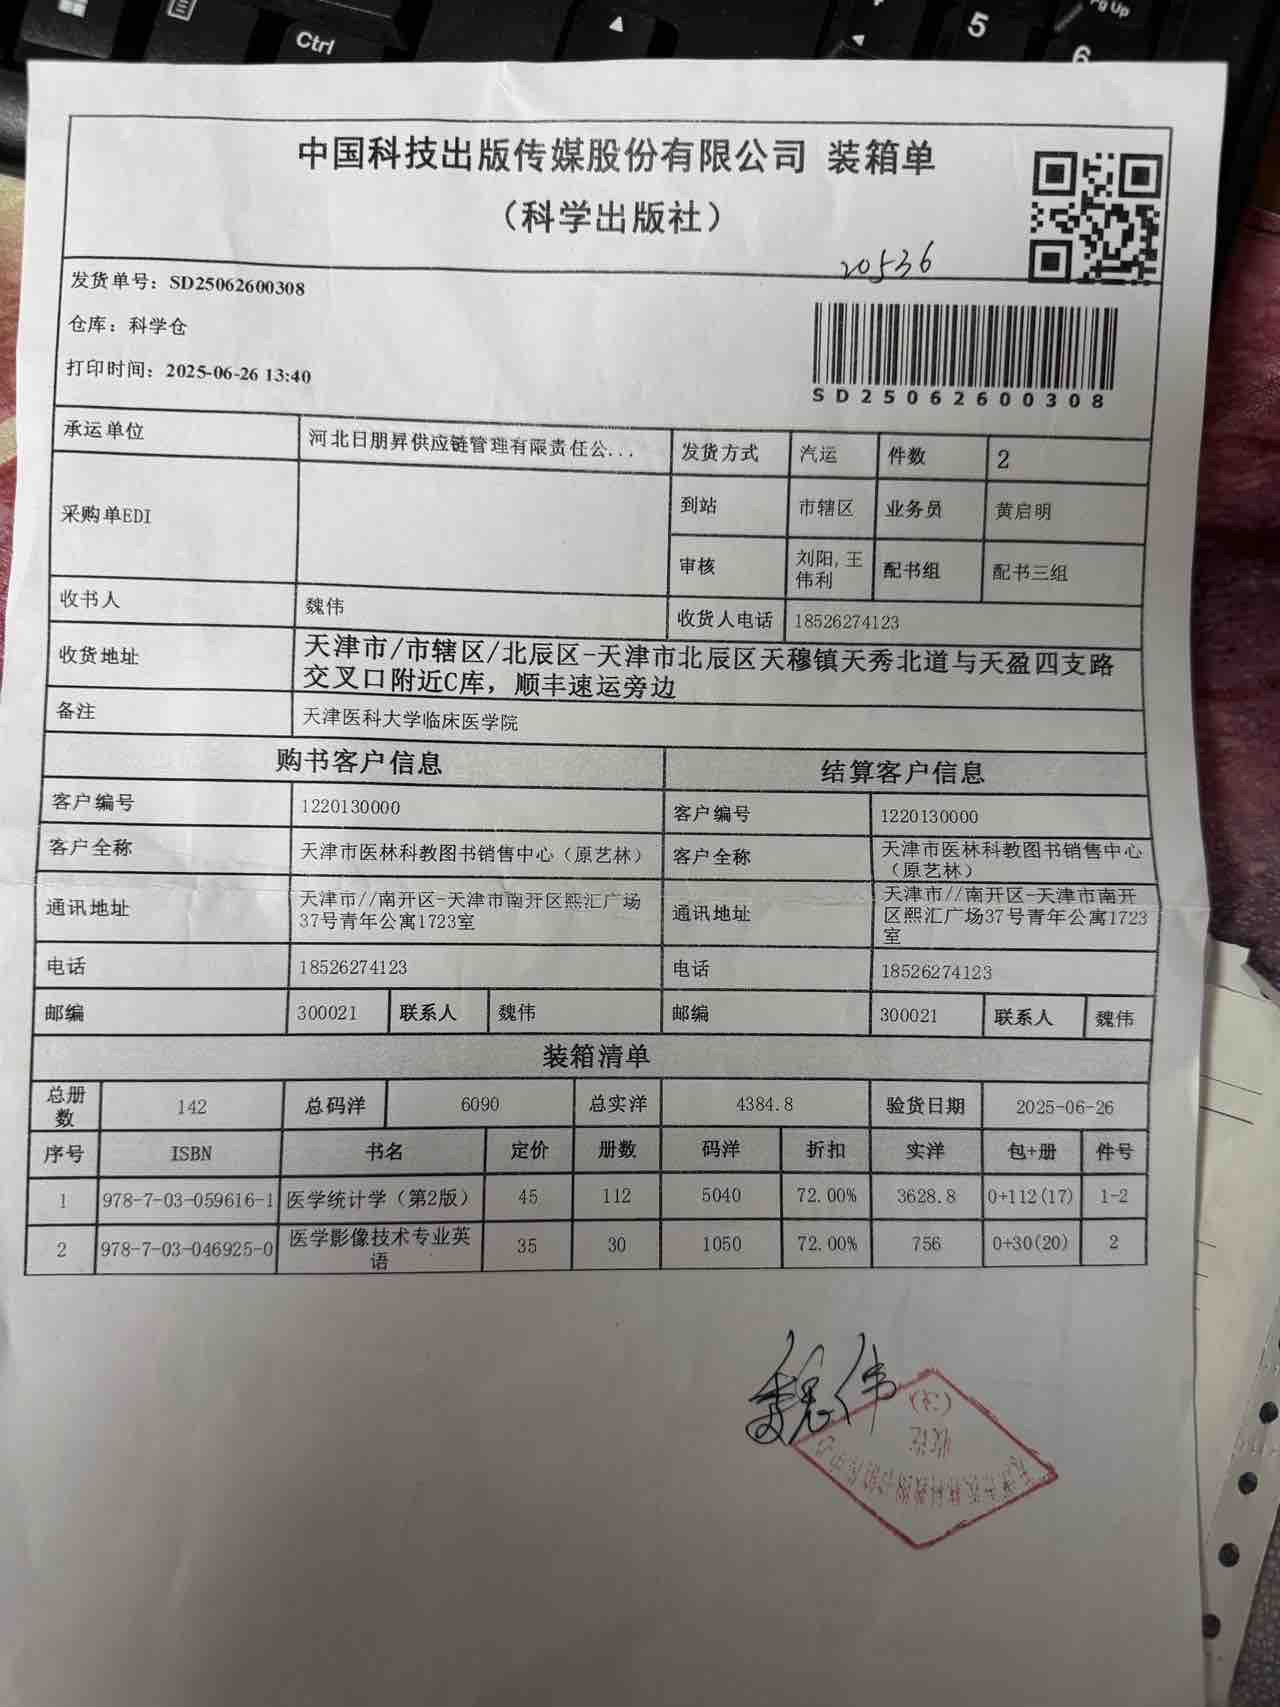 Ctrl
5
Pg Up
6
中国科技出版传媒股份有限公司 装箱单
（科学出版社）
20536
发货单号：SD25062600308
仓库：科学仓
打印时间：2025-06-26 13:40
SD25062600308
承运单位 河北日朋昇供应链管理有限责任公... 发货方式 汽运 件数 2
采购单EDI 到站 市辖区 业务员 黄启明
审核 刘阳,王伟利 配书组 配书三组
收书人 魏伟 收货人电话 18526274123
收货地址 天津市/市辖区/北辰区-天津市北辰区天穆镇天秀北道与天盈四支路
交叉口附近C库，顺丰速运旁边
备注 天津医科大学临床医学院
购书客户信息 结算客户信息
客户编号 1220130000 客户编号 1220130000
客户全称 天津市医林科教图书销售中心（原艺林） 客户全称 天津市医林科教图书销售中心（原艺林）
通讯地址 天津市//南开区-天津市南开区熙汇广场37号青年公寓1723室 通讯地址 天津市//南开区-天津市南开区熙汇广场37号青年公寓1723室
电话 18526274123 电话 18526274123
邮编 300021 联系人 魏伟 邮编 300021 联系人 魏伟
装箱清单
总册数 142 总码洋 6090 总实洋 4384.8 验货日期 2025-06-26
序号 ISBN 书名 定价 册数 码洋 折扣 实洋 包+册 件号
1 978-7-03-059616-1 医学统计学（第2版） 45 112 5040 72.00% 3628.8 0+112(17) 1-2
2 978-7-03-046925-0 医学影像技术专业英语 35 30 1050 72.00% 756 0+30(20) 2
魏伟